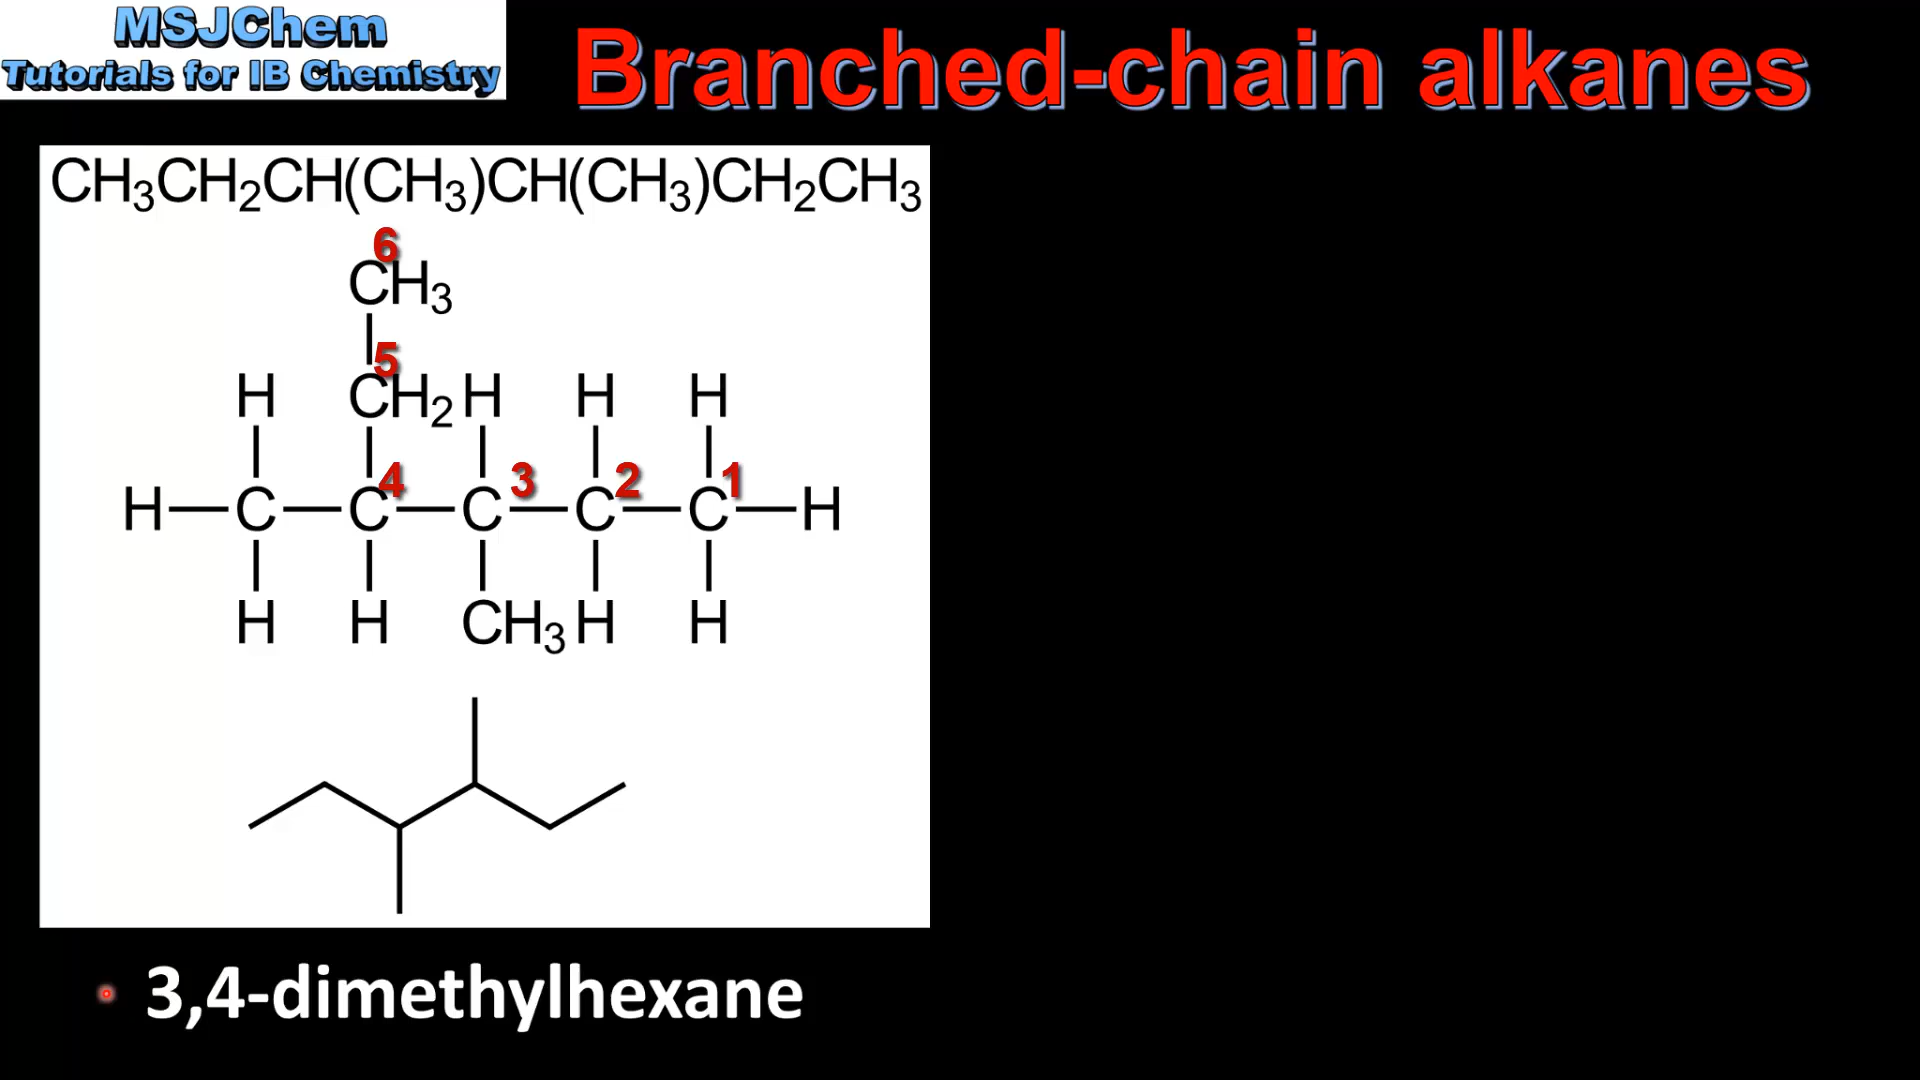 MSJChem
Tutorials for IB Chemistry
Branched-chain alkanes
CH₃CH₂CH(CH₃)CH(CH₃)CH₂CH₃
6
CH₃
5
H CH₂ H H H
4 3 2 1
H C C C C C H
H H CH₃ H H
• 3,4-dimethylhexane